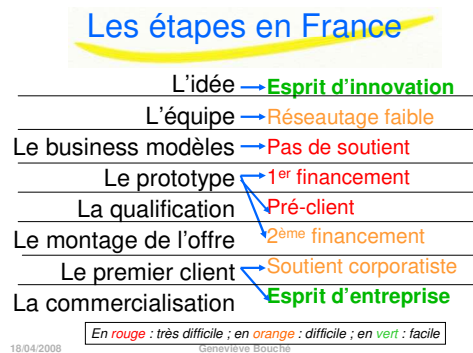 Les étapes en France
L'idée Esprit d'innovation
L'équipe Réseautage faible
Le business modèles Pas de soutient
Le prototype 1er financement
La qualification Pré-client
Le montage de l'offre 2ème financement
Le premier client Soutient corporatiste
La commercialisation Esprit d'entreprise
En rouge : très difficile ; en orange : difficile ; en vert : facile
18/04/2008 Geneviève Bouché